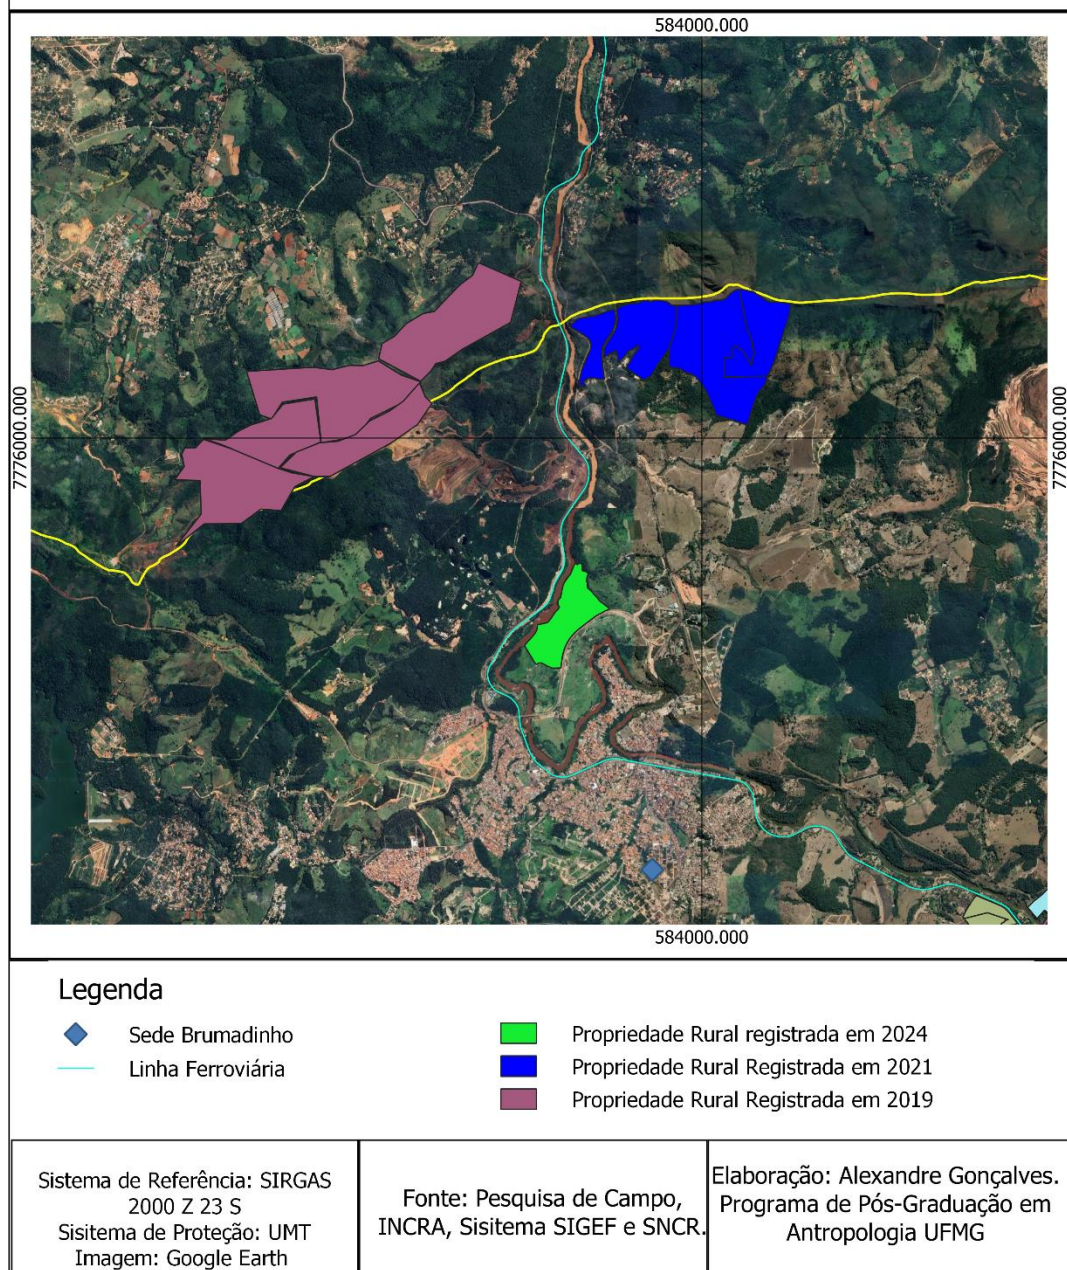 584000.000
7776000.000
7776000.000
584000.000
Legenda
Sede Brumadinho
Linha Ferroviária
Propriedade Rural registrada em 2024
Propriedade Rural Registrada em 2021
Propriedade Rural Registrada em 2019
Sistema de Referência: SIRGAS
2000 Z 23 S
Sisitema de Proteção: UMT
Imagem: Google Earth
Fonte: Pesquisa de Campo,
INCRA, Sisitema SIGEF e SNCR.
Elaboração: Alexandre Gonçalves.
Programa de Pós-Graduação em
Antropologia UFMG